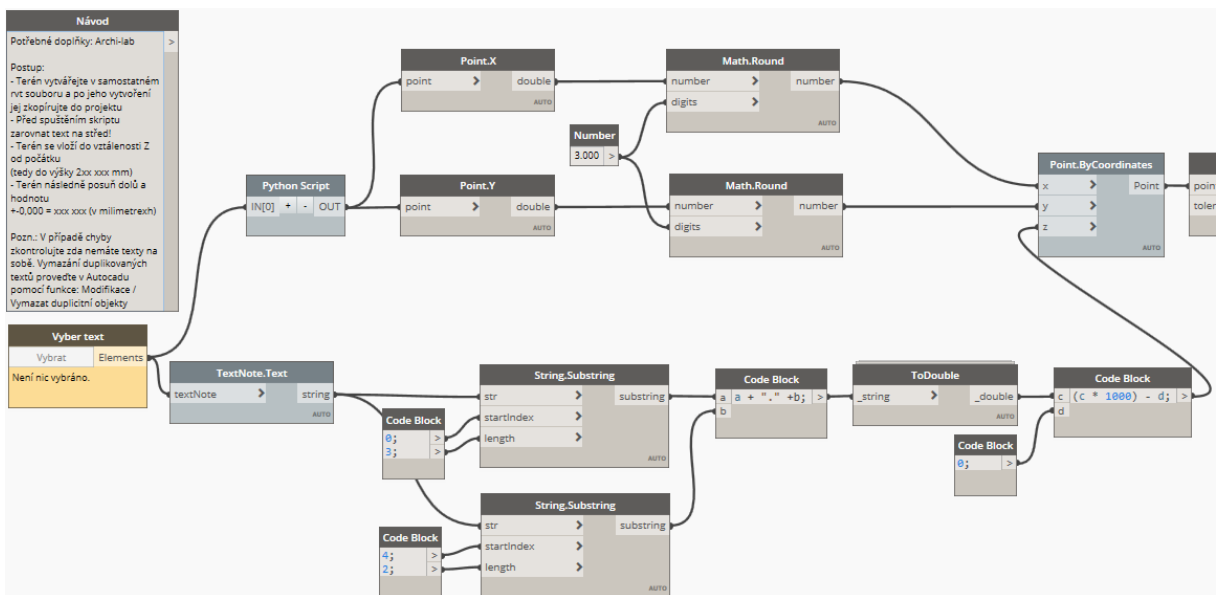 Návod
Potřebné doplňky: Archi-lab
>
Postup:
- Terén vytvářejte v samostatném
rvt souboru a po jeho vytvoření
jej zkopírujte do projektu
- Před spuštěním skriptu
zarovnat text na střed!
- Terén se vloží do vztálenosti Z
od počátku
(tedy do výšky 2xx xxx mm)
- Terén následně posuň dolů a
hodnotu
+-0,000 = xxx xxx (v milimetrexh)
Pozn.: V případě chyby
zkontrolujte zda nemáte texty na
sobě. Vymazání duplikovaných
textů proveďte v Autocadu
pomocí funkce: Modifikace /
Vymazat duplicitní objekty
Vyber text
Vybrat Elements
Není nic vybráno.
Python Script
IN[0] + - OUT
Point.X
point > double
AUTO
Point.Y
point > double
AUTO
Number
3.000 >
Math.Round
number > number
digits >
AUTO
Math.Round
number > number
digits >
AUTO
Point.ByCoordinates
x > Point
y >
z >
AUTO
poin
toler
TextNote.Text
textNote > string
AUTO
Code Block
0; >
3; >
String.Substring
str > substring
startIndex >
length >
AUTO
Code Block
4; >
2; >
String.Substring
str > substring
startIndex >
length >
AUTO
Code Block
a a + "." +b; >
b
ToDouble
_string > _double
AUTO
Code Block
0; >
Code Block
c (c * 1000) - d; >
d